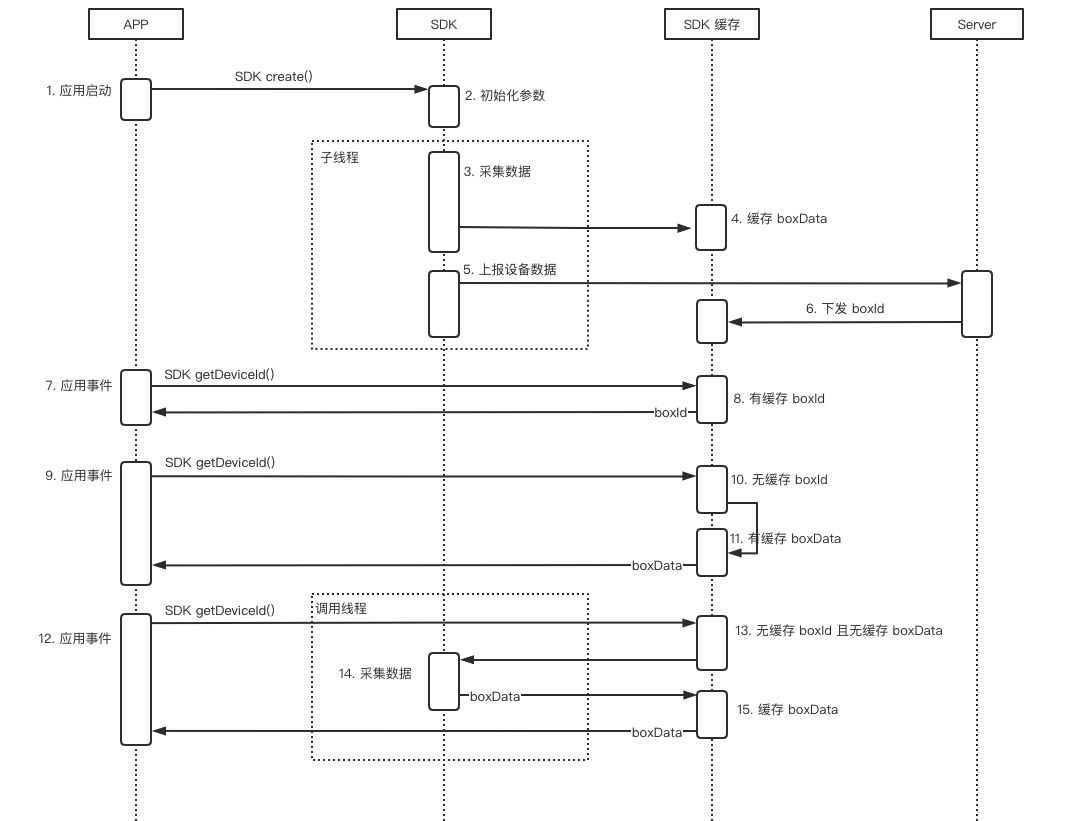 APP
SDK
SDK 缓存
Server
SDK create()
1. 应用启动
2. 初始化参数
子线程
3. 采集数据
4. 缓存 boxData
5. 上报设备数据
6. 下发 boxId
SDK getDeviceId()
7. 应用事件
8. 有缓存 boxId
boxId
SDK getDeviceId()
9. 应用事件
10. 无缓存 boxId
11. 有缓存 boxData
boxData
SDK getDeviceId()
调用线程
12. 应用事件
13. 无缓存 boxId 且无缓存 boxData
14. 采集数据
boxData
15. 缓存 boxData
boxData